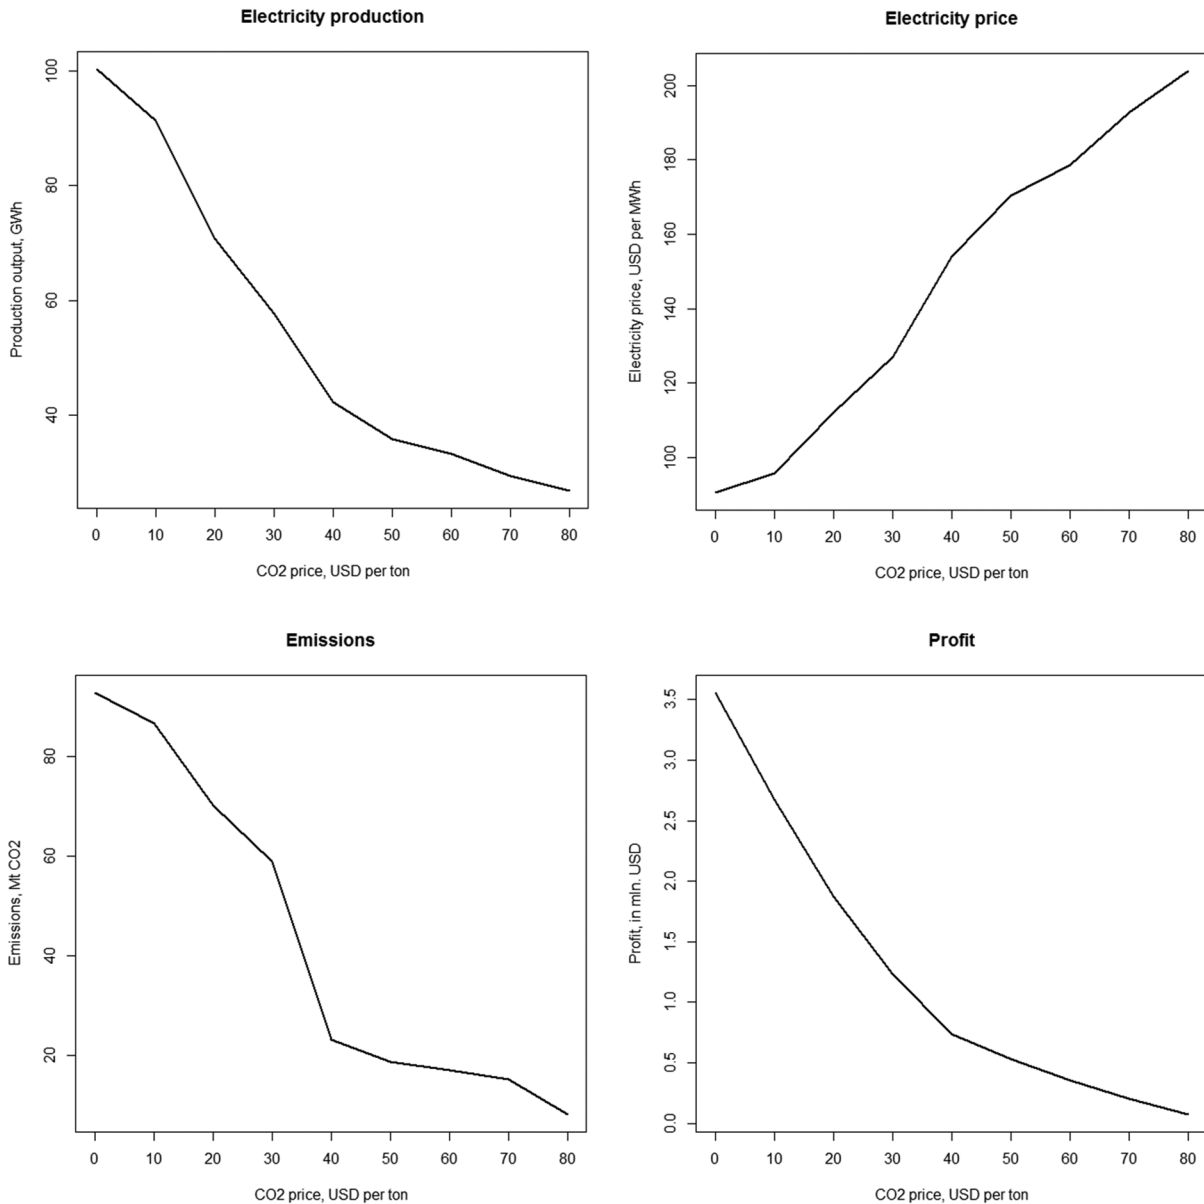 Electricity production
Production output, GWh
100
80
60
40
0 10 20 30 40 50 60 70 80
CO2 price, USD per ton
Electricity price
Electricity price, USD per MWh
200
180
160
140
120
100
0 10 20 30 40 50 60 70 80
CO2 price, USD per ton
Emissions
Emissions, Mt CO2
80
60
40
20
0 10 20 30 40 50 60 70 80
CO2 price, USD per ton
Profit
Profit, in mln. USD
3.5
3.0
2.5
2.0
1.5
1.0
0.5
0.0
0 10 20 30 40 50 60 70 80
CO2 price, USD per ton